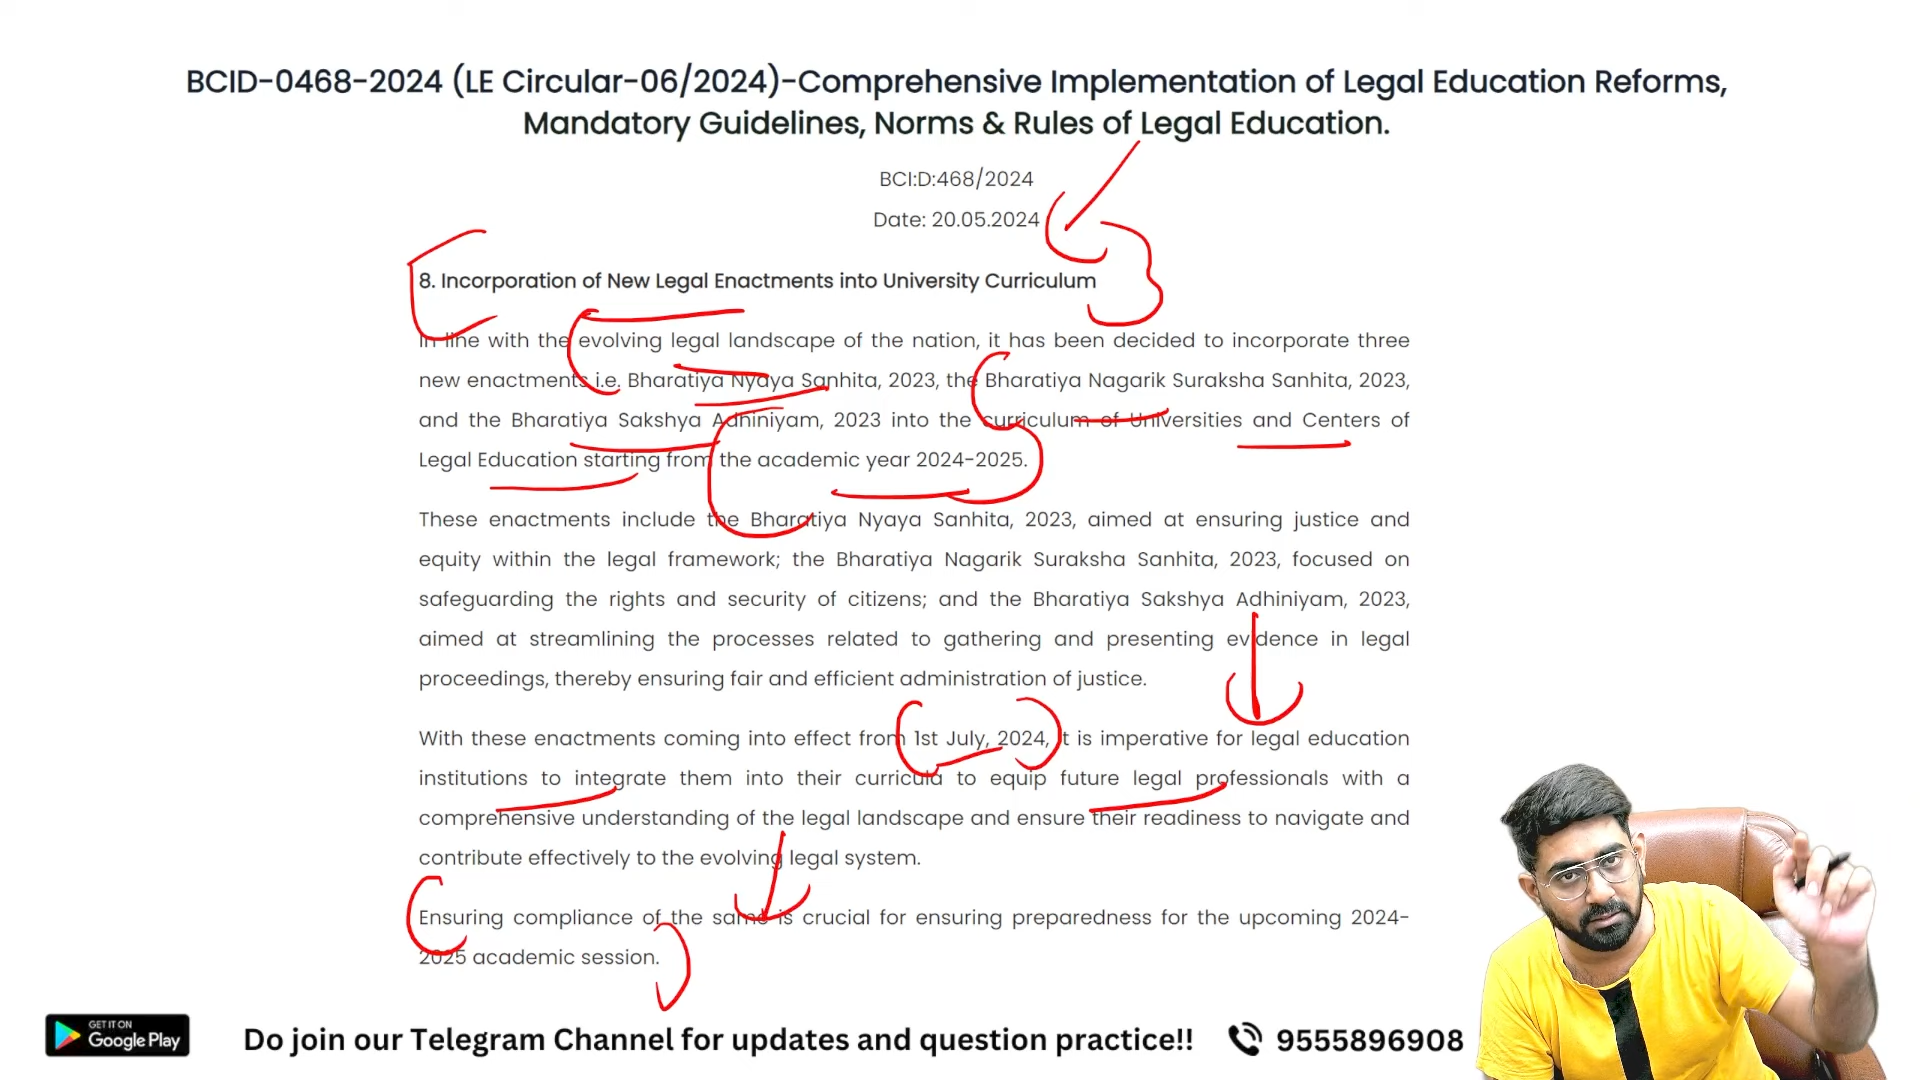 BCID-0468-2024 (LE Circular-06/2024)-Comprehensive Implementation of Legal Education Reforms,
Mandatory Guidelines, Norms & Rules of Legal Education.
BCI:D:468/2024
Date: 20.05.2024
8. Incorporation of New Legal Enactments into University Curriculum
In line with the evolving legal landscape of the nation, it has been decided to incorporate three
new enactments i.e. Bharatiya Nyaya Sanhita, 2023, the Bharatiya Nagarik Suraksha Sanhita, 2023,
and the Bharatiya Sakshya Adhiniyam, 2023 into the curriculum of Universities and Centers of
Legal Education starting from the academic year 2024-2025.
These enactments include the Bharatiya Nyaya Sanhita, 2023, aimed at ensuring justice and
equity within the legal framework; the Bharatiya Nagarik Suraksha Sanhita, 2023, focused on
safeguarding the rights and security of citizens; and the Bharatiya Sakshya Adhiniyam, 2023,
aimed at streamlining the processes related to gathering and presenting evidence in legal
proceedings, thereby ensuring fair and efficient administration of justice.
With these enactments coming into effect from 1st July, 2024, it is imperative for legal education
institutions to integrate them into their curricula to equip future legal professionals with a
comprehensive understanding of the legal landscape and ensure their readiness to navigate and
contribute effectively to the evolving legal system.
Ensuring compliance of the same is crucial for ensuring preparedness for the upcoming 2024-
2025 academic session.
GET IT ON
Google Play
Do join our Telegram Channel for updates and question practice!!
9555896908